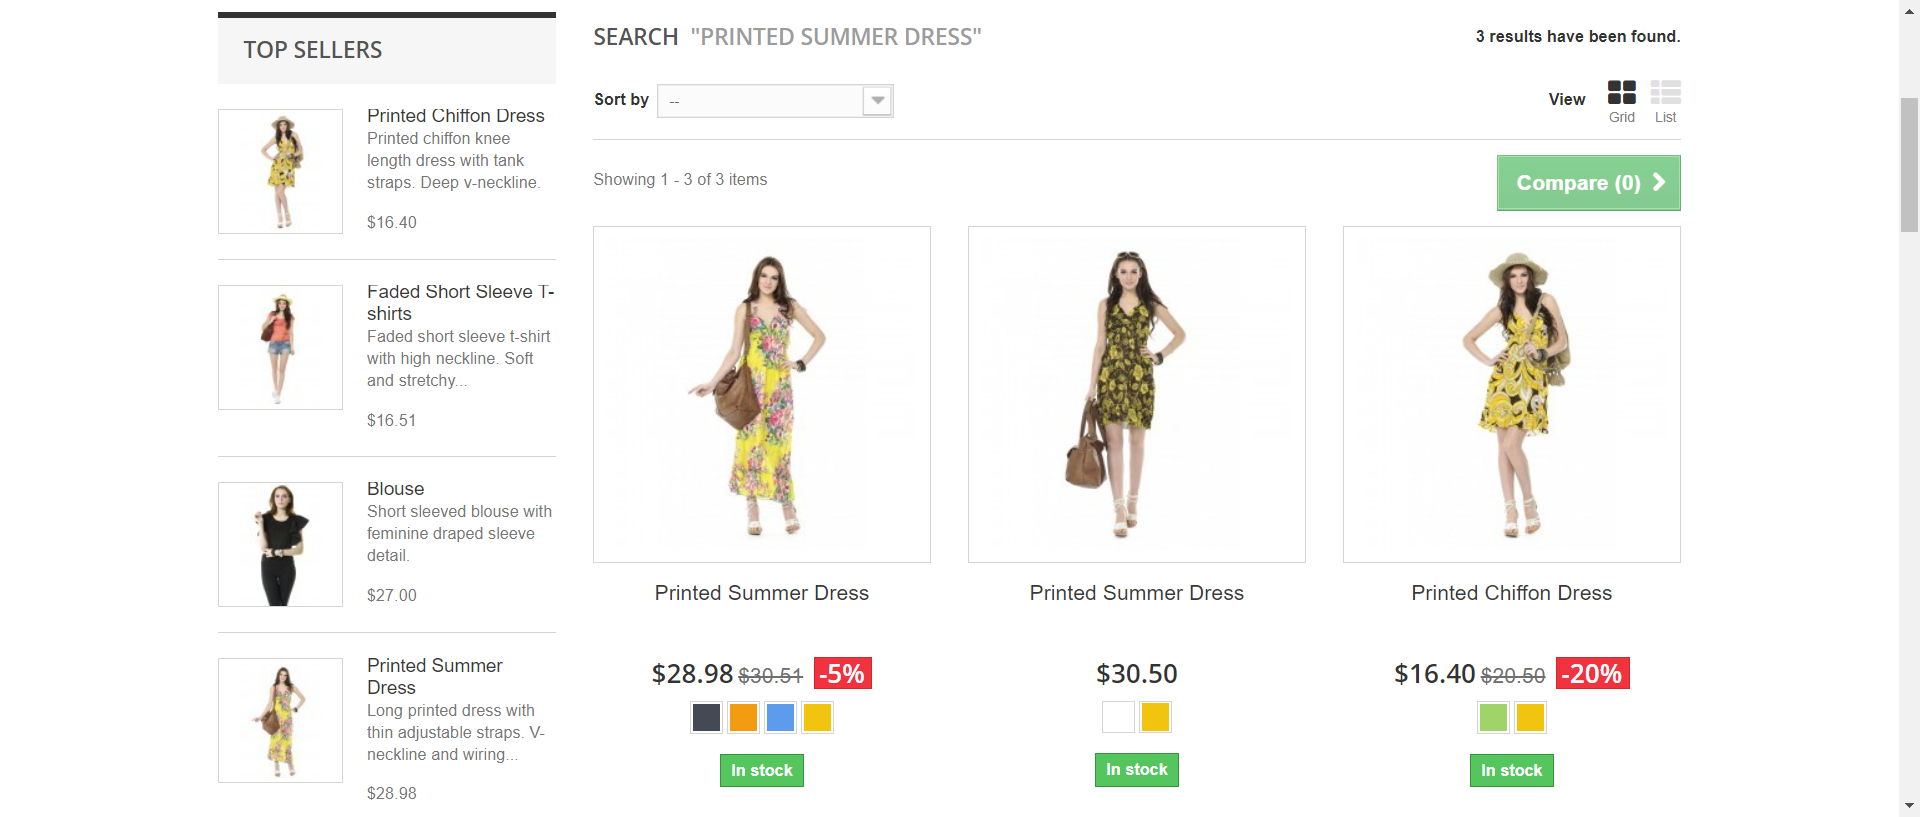 TOP SELLERS
Printed Chiffon Dress
Printed chiffon knee
length dress with tank
straps. Deep v-neckline.
$16.40
Faded Short Sleeve T-
shirts
Faded short sleeve t-shirt
with high neckline. Soft
and stretchy...
$16.51
Blouse
Short sleeved blouse with
feminine draped sleeve
detail.
$27.00
Printed Summer
Dress
Long printed dress with
thin adjustable straps. V-
neckline and wiring...
$28.98
SEARCH "PRINTED SUMMER DRESS"
3 results have been found.
Sort by --
View
Grid
List
Showing 1 - 3 of 3 items
Compare (0)
Printed Summer Dress
$28.98 $30.51 -5%
In stock
Printed Summer Dress
$30.50
In stock
Printed Chiffon Dress
$16.40 $20.50 -20%
In stock